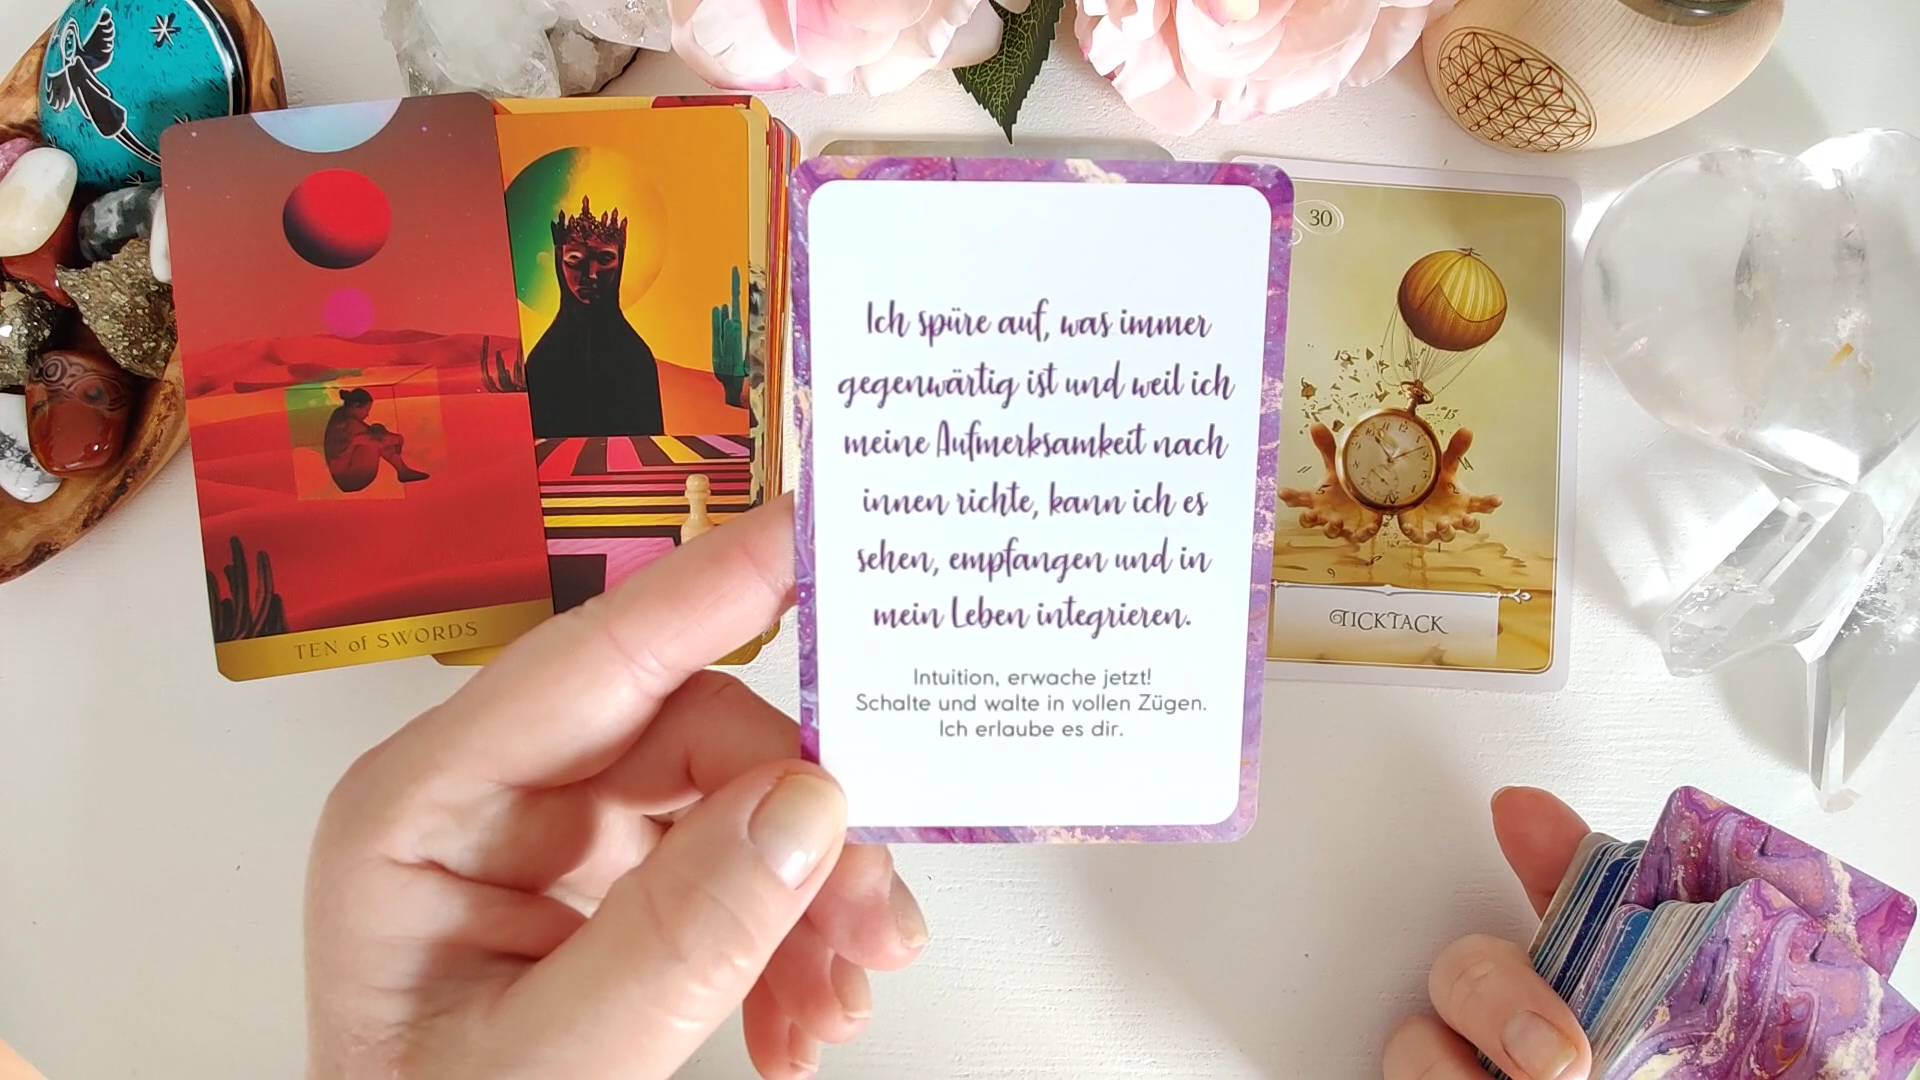 TEN of SWORDS
Ich spüre auf, was immer
gegenwärtig ist und weil ich
meine Aufmerksamkeit nach
innen richte, kann ich es
sehen, empfangen und in
mein Leben integrieren.
Intuition, erwache jetzt!
Schalte und walte in vollen Zügen.
Ich erlaube es dir.
30
TICKTACK